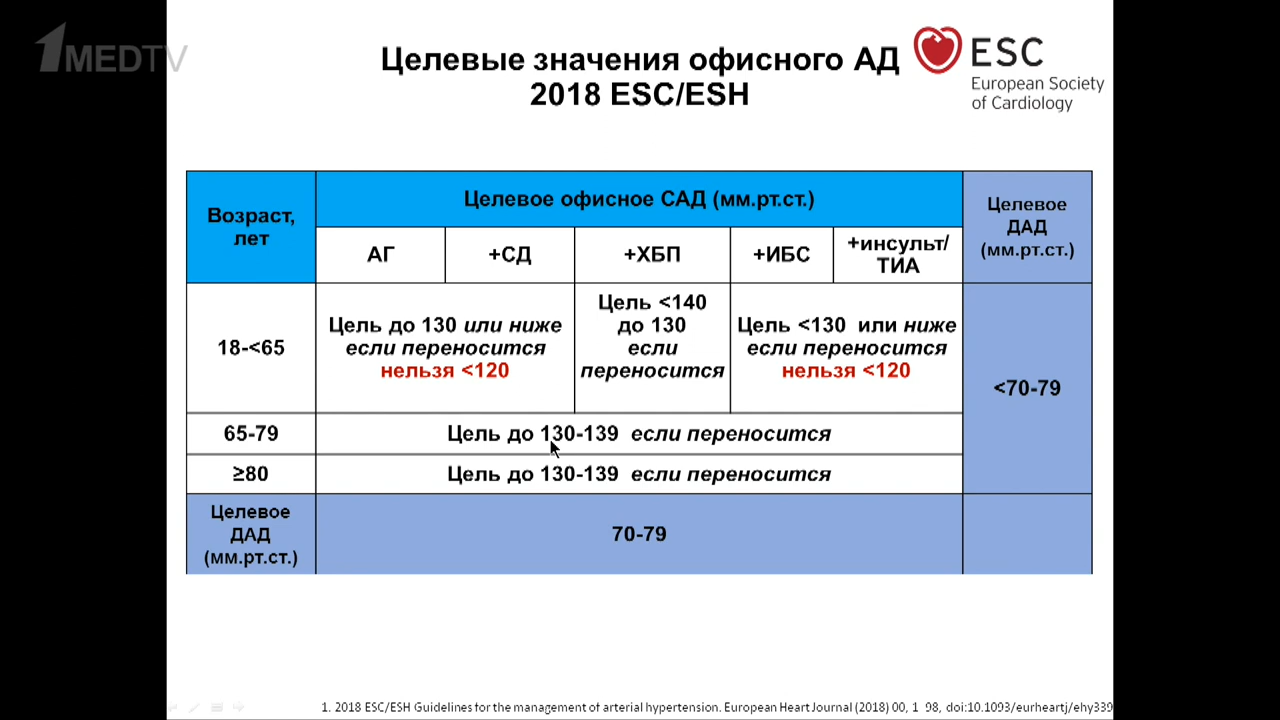 1MEDTV
Целевые значения офисного АД
2018 ESC/ESH
ESC
European Society
of Cardiology
Возраст,
лет
Целевое офисное САД (мм.рт.ст.)
Целевое
ДАД
(мм.рт.ст.)
АГ
+СД
+ХБП
+ИБС
+инсульт/
ТИА
18-<65
Цель до 130 или ниже
если переносится
нельзя <120
Цель <140
до 130
если
переносится
Цель <130 или ниже
если переносится
нельзя <120
<70-79
65-79
Цель до 130-139 если переносится
≥80
Цель до 130-139 если переносится
Целевое
ДАД
(мм.рт.ст.)
70-79
1. 2018 ESC/ESH Guidelines for the management of arterial hypertension. European Heart Journal (2018) 00, 1 98, doi:10.1093/eurheartj/ehy339